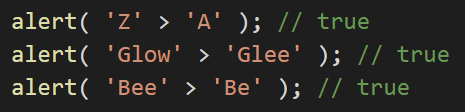 alert( 'Z' > 'A' ); // true
alert( 'Glow' > 'Glee' ); // true
alert( 'Bee' > 'Be' ); // true